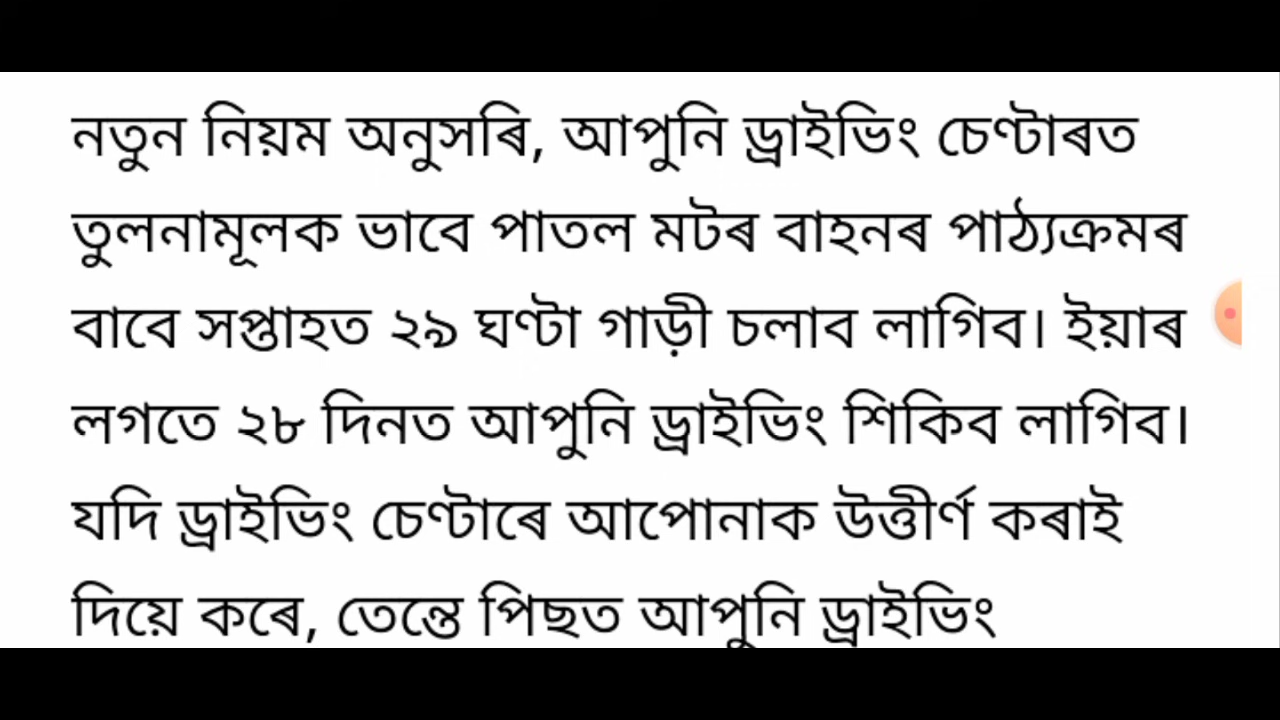 নতুন নিয়ম অনুসৰি, আপুনি ড্ৰাইভিং চেণ্টাৰত
তুলনামূলক ভাবে পাতল মটৰ বাহনৰ পাঠ্যক্ৰমৰ
বাবে সপ্তাহত ২৯ ঘণ্টা গাড়ী চলাব লাগিব। ইয়াৰ
লগতে ২৮ দিনত আপুনি ড্ৰাইভিং শিকিব লাগিব।
যদি ড্ৰাইভিং চেণ্টাৰে আপোনাক উত্তীৰ্ণ কৰাই
দিয়ে কৰে, তেন্তে পিছত আপুনি ড্ৰাইভিং